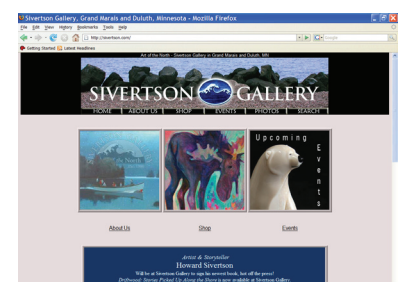 Sivertson Gallery, Grand Marais and Duluth, Minnesota - Mozilla Firefox
File Edit View History Bookmarks Tools Help
http://sivertson.com/
Google
Getting Started Latest Headlines
Art of the North - Sivertson Gallery in Grand Marais and Duluth, MN
SIVERTSON GALLERY
HOME ABOUT US SHOP EVENTS PHOTOS SEARCH
Upcoming
Events
About Us Shop Events
Artist & Storyteller
Howard Sivertson
Will be at Sivertson Gallery to sign his newest book, hot off the press!
Driftwood: Stories Picked Up Along the Shore is now available at Sivertson Gallery